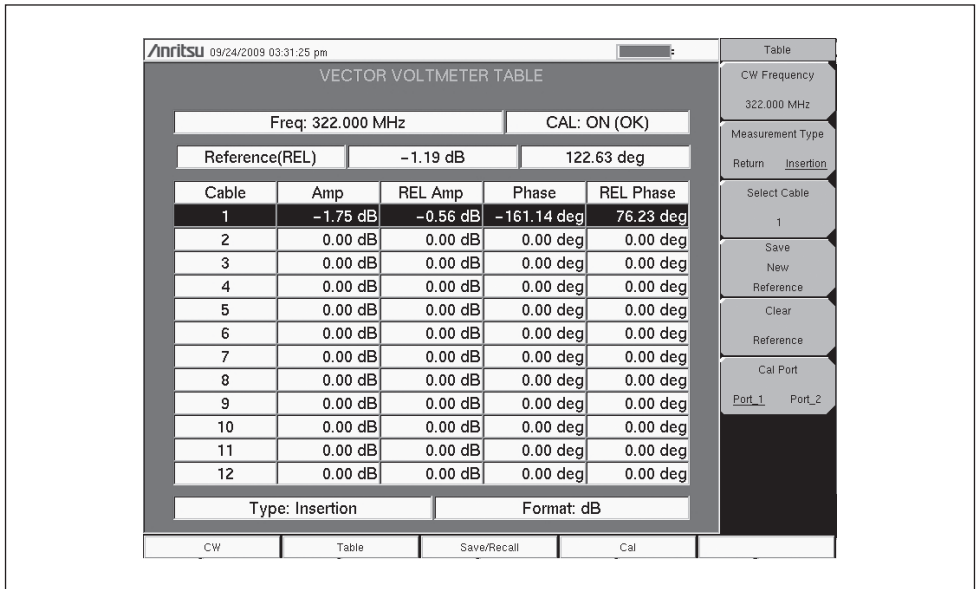 Anritsu 09/24/2009 03:31:25 pm
VECTOR VOLTMETER TABLE
Freq: 322.000 MHz CAL: ON (OK)
Reference(REL) −1.19 dB 122.63 deg
Cable Amp REL Amp Phase REL Phase
1 −1.75 dB −0.56 dB −161.14 deg 76.23 deg
2 0.00 dB 0.00 dB 0.00 deg 0.00 deg
3 0.00 dB 0.00 dB 0.00 deg 0.00 deg
4 0.00 dB 0.00 dB 0.00 deg 0.00 deg
5 0.00 dB 0.00 dB 0.00 deg 0.00 deg
6 0.00 dB 0.00 dB 0.00 deg 0.00 deg
7 0.00 dB 0.00 dB 0.00 deg 0.00 deg
8 0.00 dB 0.00 dB 0.00 deg 0.00 deg
9 0.00 dB 0.00 dB 0.00 deg 0.00 deg
10 0.00 dB 0.00 dB 0.00 deg 0.00 deg
11 0.00 dB 0.00 dB 0.00 deg 0.00 deg
12 0.00 dB 0.00 dB 0.00 deg 0.00 deg
Type: Insertion Format: dB
Table
CW Frequency
322.000 MHz
Measurement Type
Return Insertion
Select Cable
1
Save
New
Reference
Clear
Reference
Cal Port
Port_1 Port_2
CW Table Save/Recall Cal